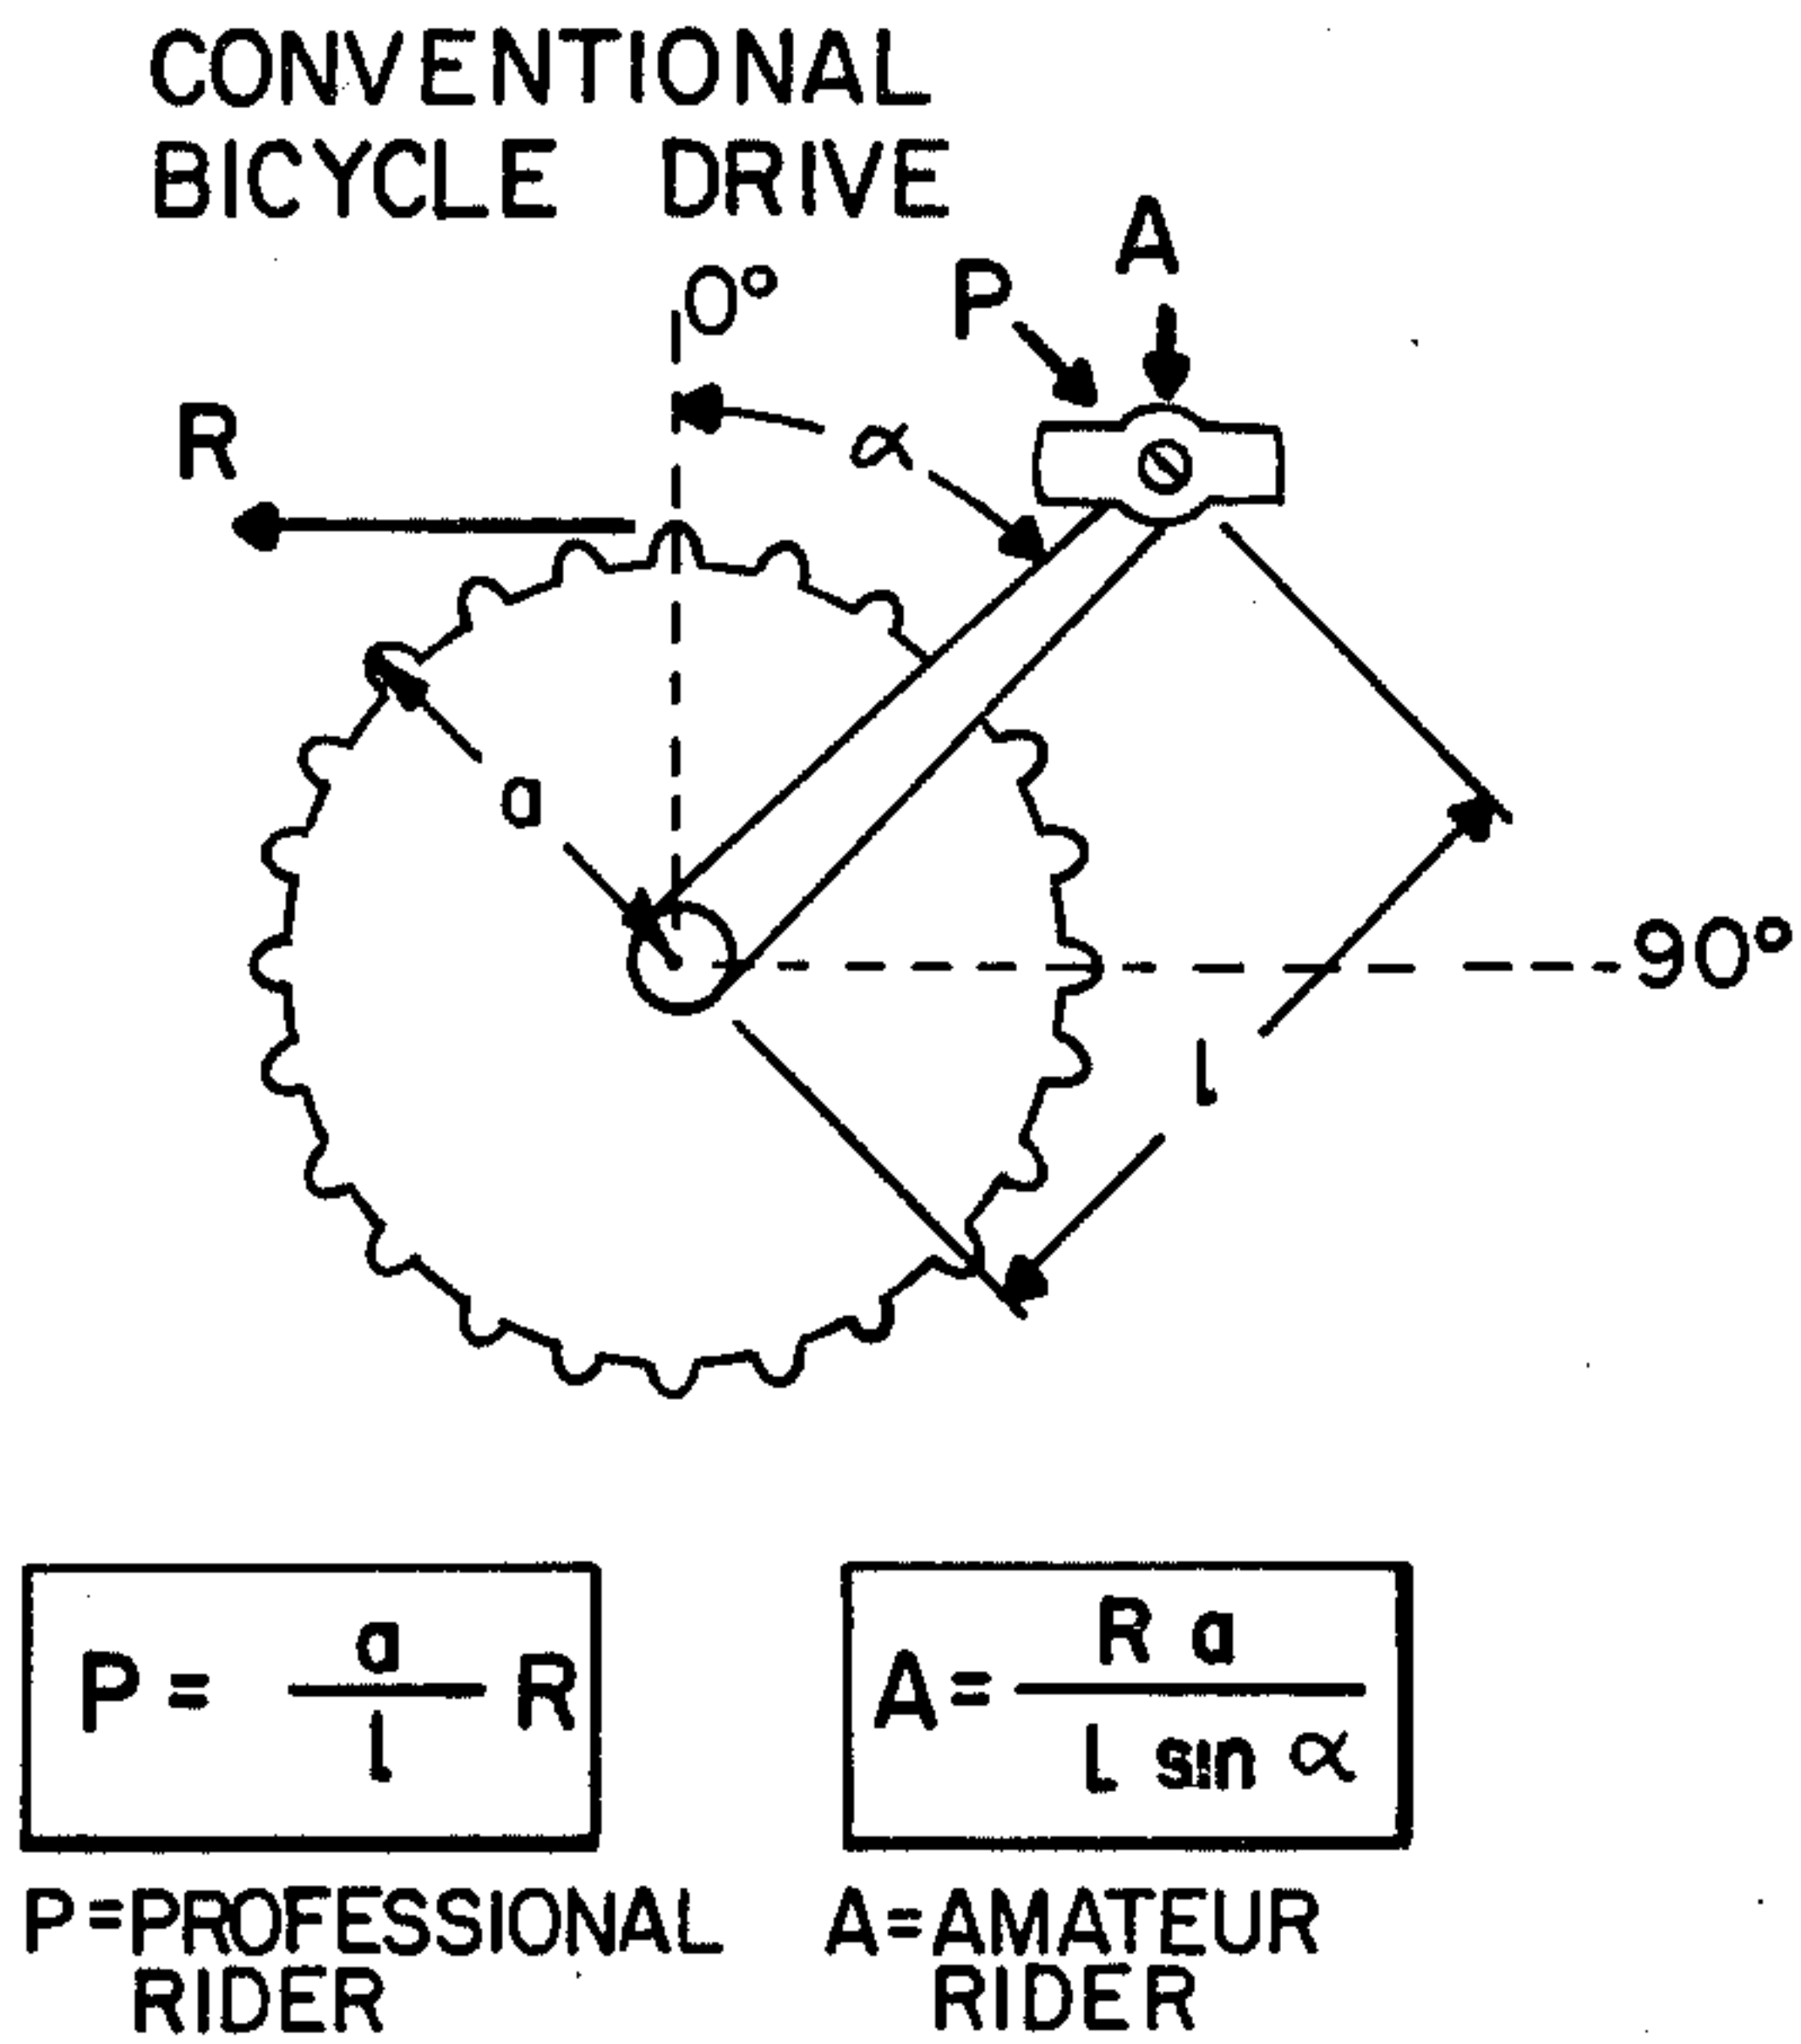 CONVENTIONAL
BICYCLE DRIVE
A
P
0°
R
α
a
90°
l
P = a/l R
A = R a / l sin α
P=PROFESSIONAL
RIDER
A=AMATEUR
RIDER